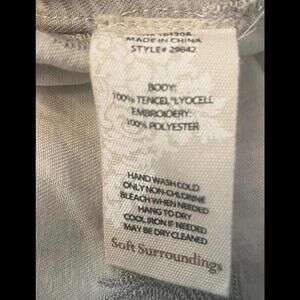 MADE IN CHINA
STYLE# 29842
BODY:
100% TENCEL®LYOCELL
EMBROIDERY:
100% POLYESTER
HAND WASH COLD
ONLY NON-CHLORINE
BLEACH WHEN NEEDED
HANG TO DRY
COOL IRON IF NEEDED
MAY BE DRY CLEANED
Soft Surroundings